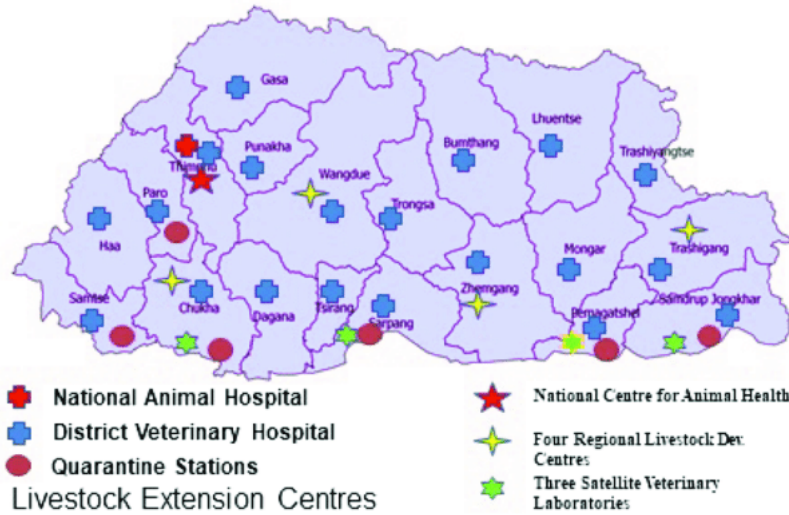 Gasa
Thimphu
Punakha
Wangdue
Bumthang
Lhuentse
Trashiyangtse
Paro
Haa
Trongsa
Mongar
Trashigang
Samtse
Chukha
Dagana
Tsirang
Sarpang
Zhemgang
Pemagatshel
Samdrup Jongkhar
National Animal Hospital
District Veterinary Hospital
Quarantine Stations
Livestock Extension Centres
National Centre for Animal Health
Four Regional Livestock Dev.
Centres
Three Satellite Veterinary
Laboratories